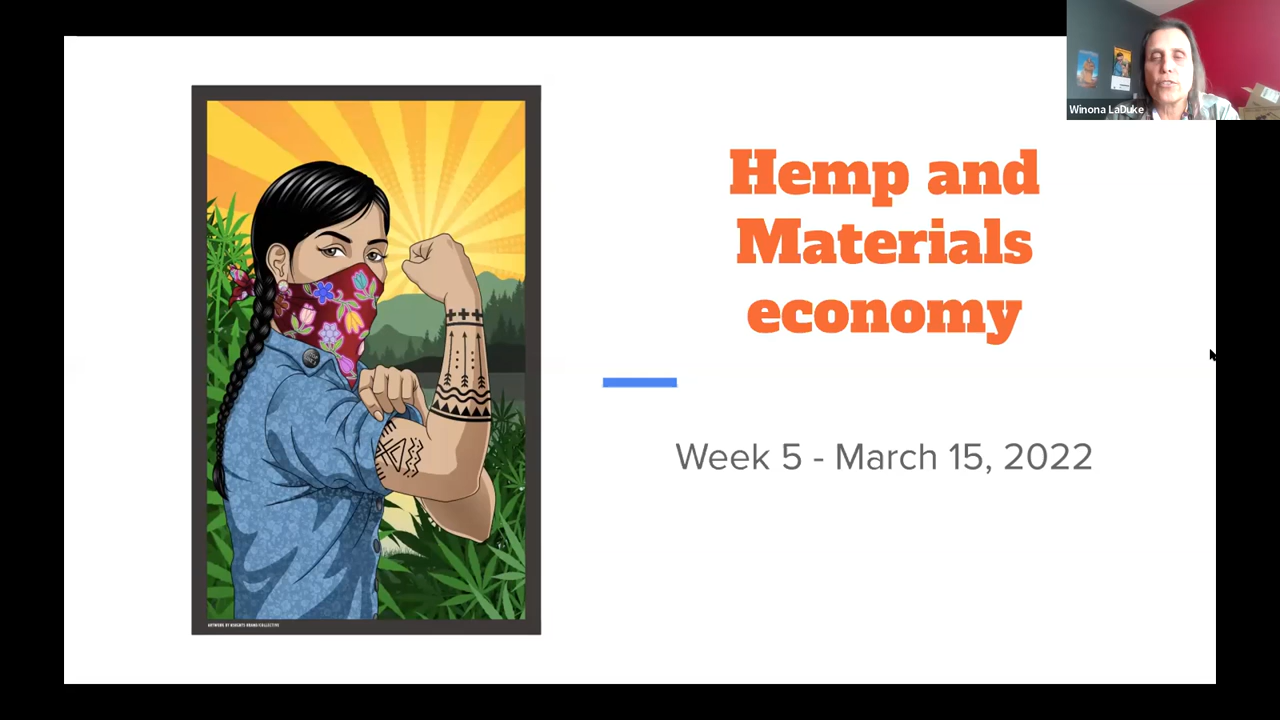 Winona LaDuke
Hemp and
Materials
economy
Week 5 - March 15, 2022